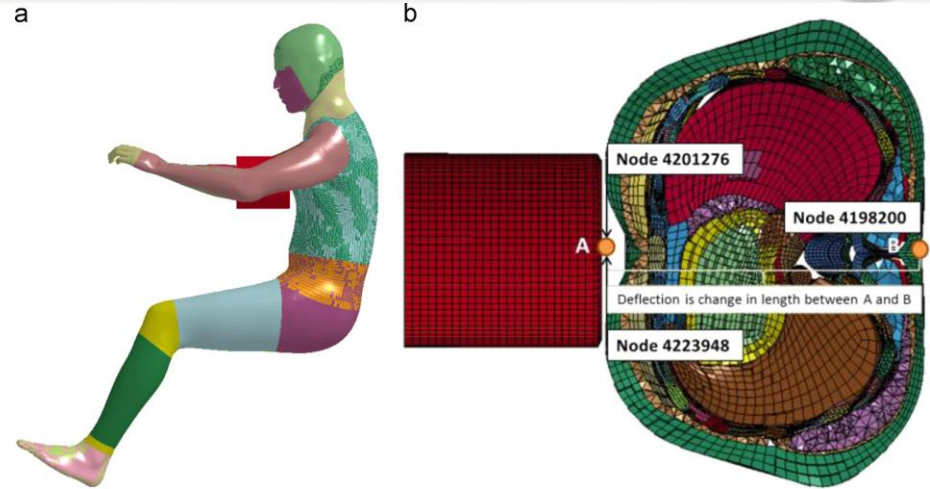 a
b
Node 4201276
Node 4198200
A
B
Deflection is change in length between A and B
Node 4223948